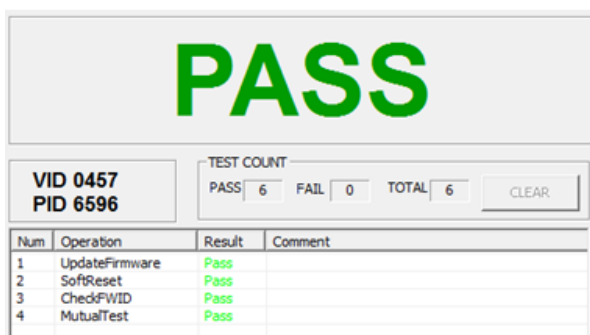 PASS
VID 0457
PID 6596
TEST COUNT
PASS 6 FAIL 0 TOTAL 6 CLEAR
Num Operation Result Comment
1 UpdateFirmware Pass
2 SoftReset Pass
3 CheckFWID Pass
4 MutualTest Pass